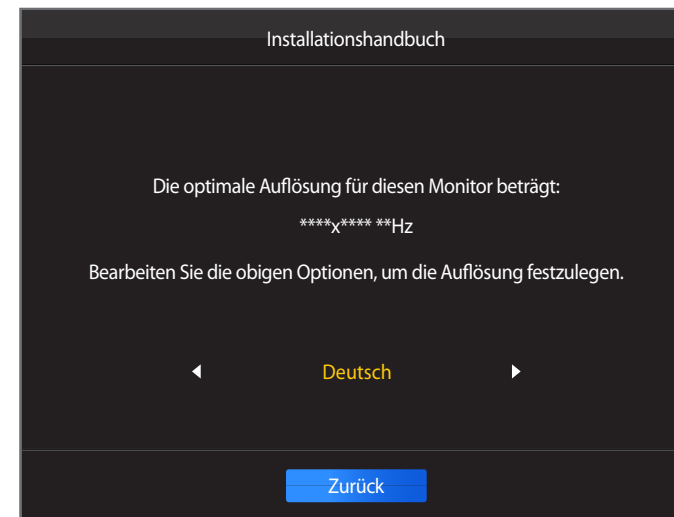 Installationshandbuch
Die optimale Auflösung für diesen Monitor beträgt:
****x**** **Hz
Bearbeiten Sie die obigen Optionen, um die Auflösung festzulegen.
Deutsch
Zurück